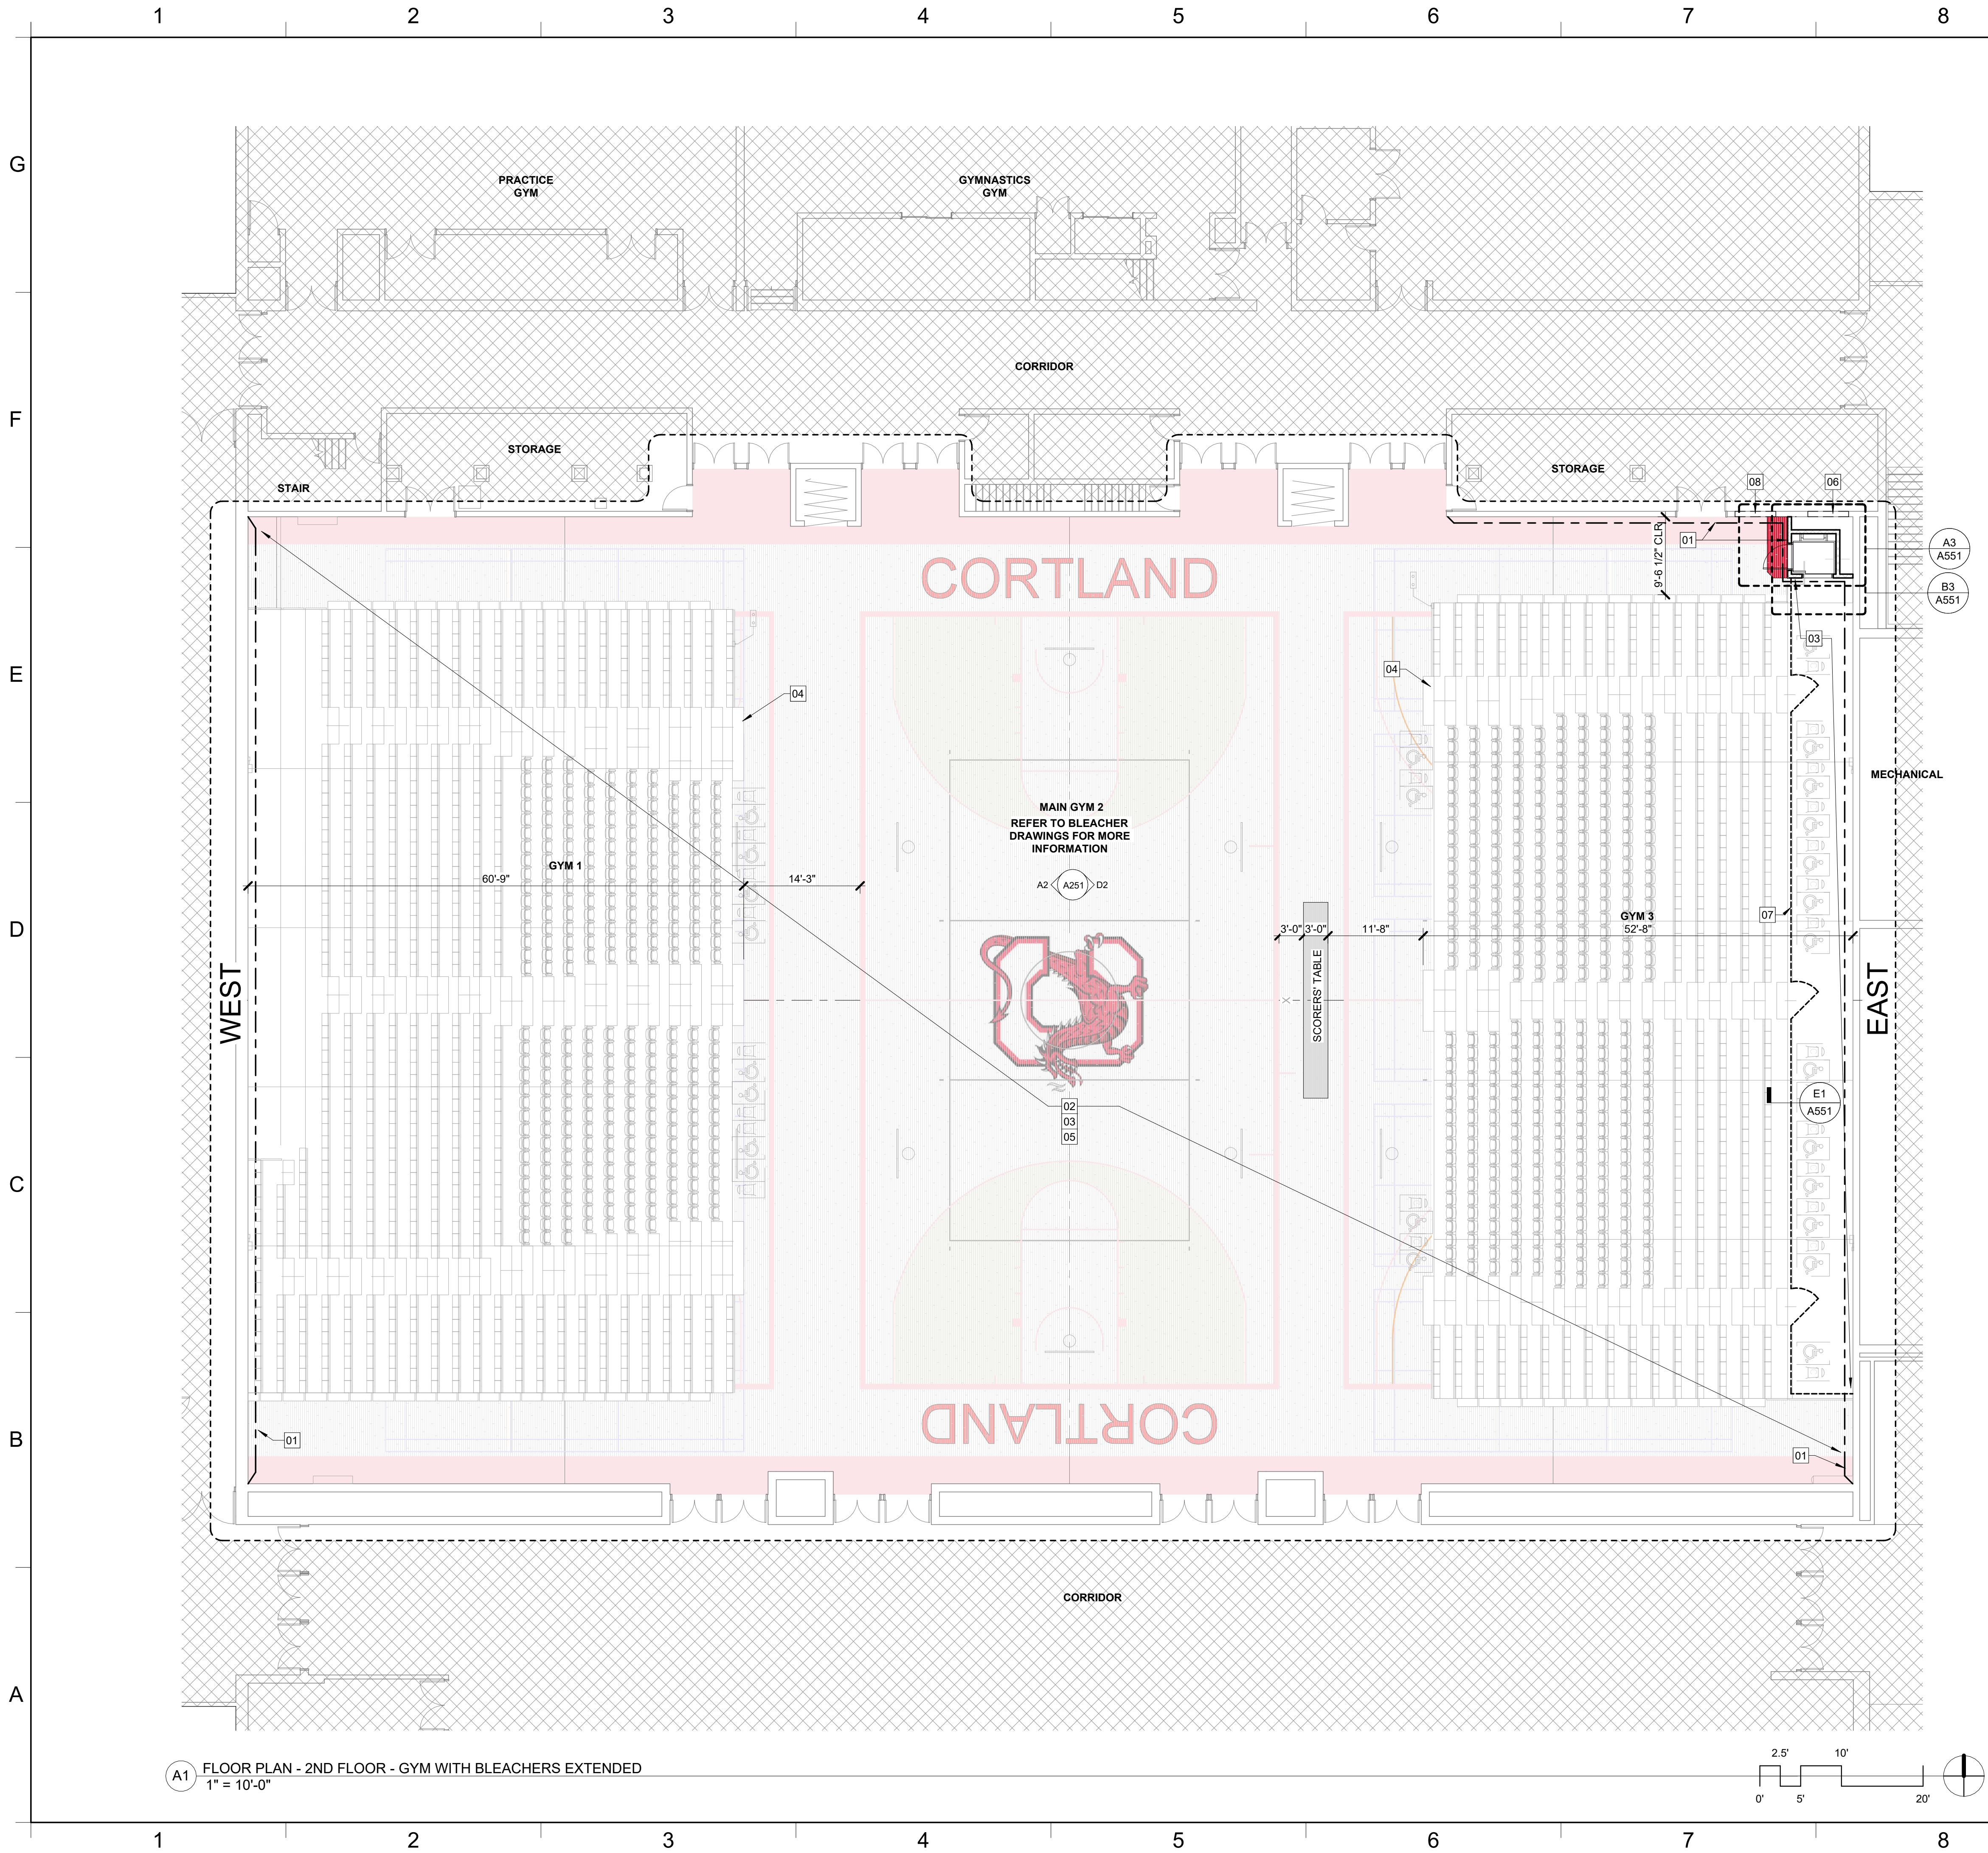 1 2 3 4 5 6 7 8
G
PRACTICE
GYM
GYMNASTICS
GYM
CORRIDOR
F
STORAGE
STORAGE
STAIR
08
06
01
9'-6 1/2" CLR
A3
A551
B3
A551
CORTLAND
03
E
04
04
MECHANICAL
MAIN GYM 2
REFER TO BLEACHER
DRAWINGS FOR MORE
INFORMATION
GYM 1
60'-9"
14'-3"
A2
A251
D2
D
07
GYM 3
3'-0"
3'-0"
11'-8"
52'-8"
WEST
SCORERS' TABLE
EAST
E1
A551
02
03
05
C
CORTLAND
B
01
01
CORRIDOR
A
A1
FLOOR PLAN - 2ND FLOOR - GYM WITH BLEACHERS EXTENDED
1" = 10'-0"
2.5'
10'
0'
5'
20'
1 2 3 4 5 6 7 8